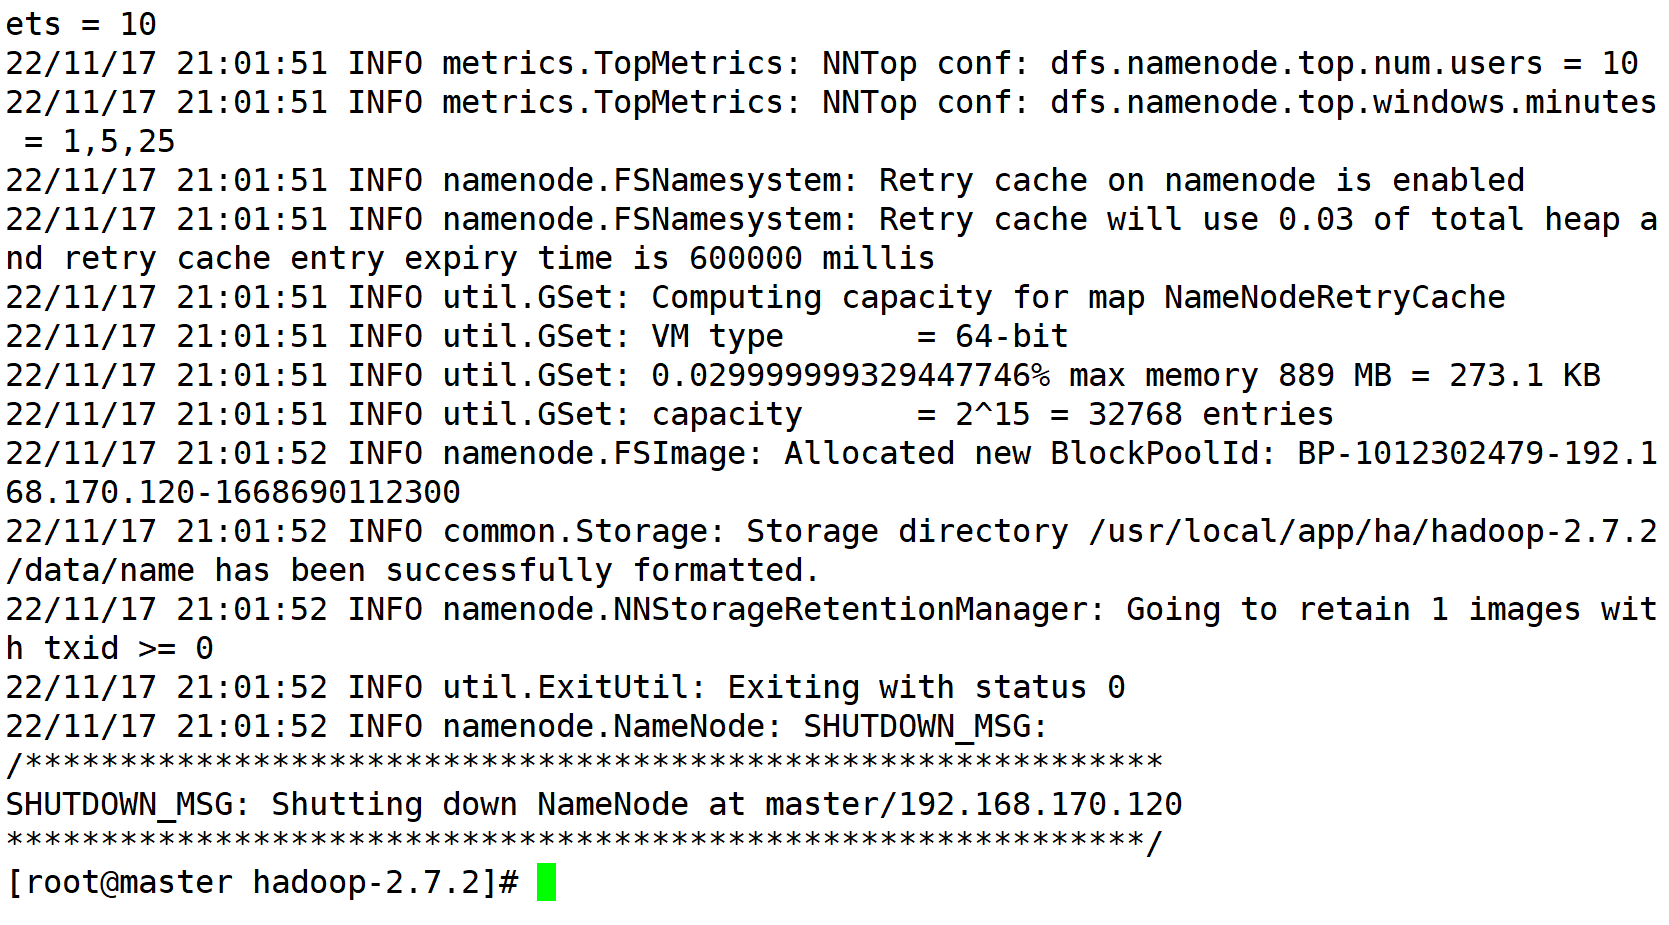 ets = 10
22/11/17 21:01:51 INFO metrics.TopMetrics: NNTop conf: dfs.namenode.top.num.users = 10
22/11/17 21:01:51 INFO metrics.TopMetrics: NNTop conf: dfs.namenode.top.windows.minutes
 = 1,5,25
22/11/17 21:01:51 INFO namenode.FSNamesystem: Retry cache on namenode is enabled
22/11/17 21:01:51 INFO namenode.FSNamesystem: Retry cache will use 0.03 of total heap a
nd retry cache entry expiry time is 600000 millis
22/11/17 21:01:51 INFO util.GSet: Computing capacity for map NameNodeRetryCache
22/11/17 21:01:51 INFO util.GSet: VM type       = 64-bit
22/11/17 21:01:51 INFO util.GSet: 0.029999999329447746% max memory 889 MB = 273.1 KB
22/11/17 21:01:51 INFO util.GSet: capacity      = 2^15 = 32768 entries
22/11/17 21:01:52 INFO namenode.FSImage: Allocated new BlockPoolId: BP-1012302479-192.1
68.170.120-1668690112300
22/11/17 21:01:52 INFO common.Storage: Storage directory /usr/local/app/ha/hadoop-2.7.2
/data/name has been successfully formatted.
22/11/17 21:01:52 INFO namenode.NNStorageRetentionManager: Going to retain 1 images wit
h txid >= 0
22/11/17 21:01:52 INFO util.ExitUtil: Exiting with status 0
22/11/17 21:01:52 INFO namenode.NameNode: SHUTDOWN_MSG:
/************************************************************
SHUTDOWN_MSG: Shutting down NameNode at master/192.168.170.120
************************************************************/
[root@master hadoop-2.7.2]#